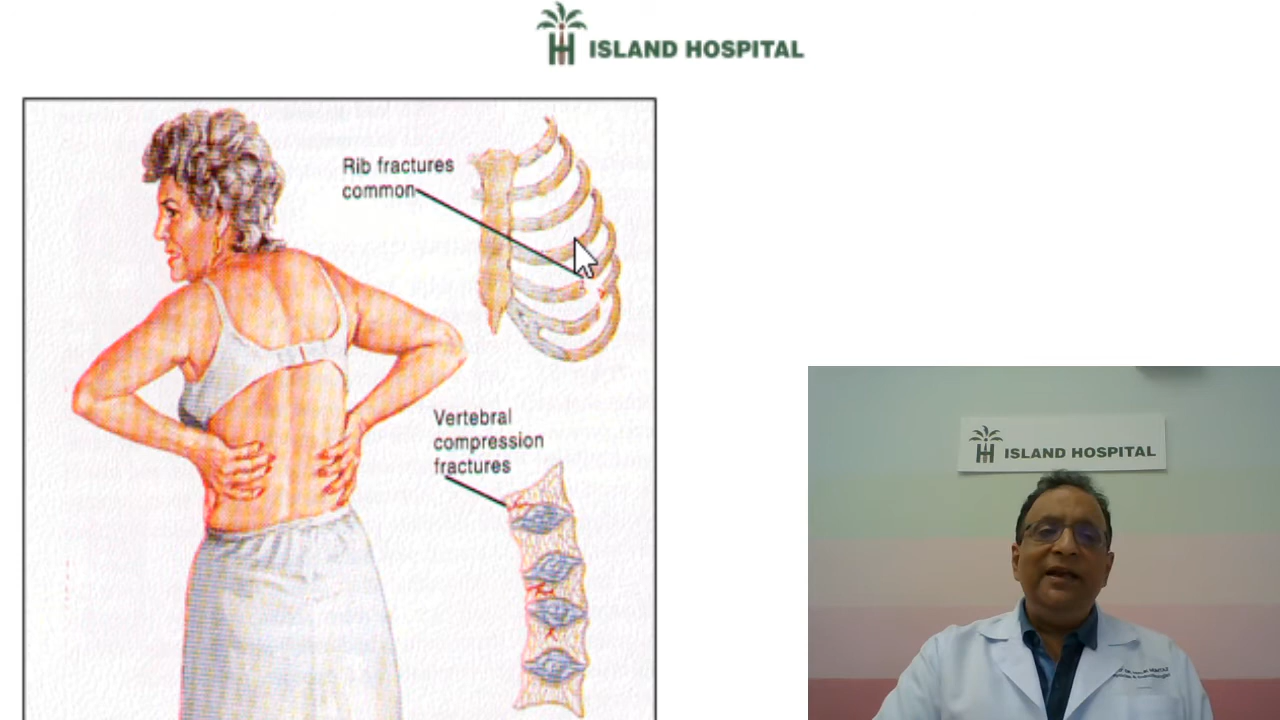 ISLAND HOSPITAL
Rib fractures
common
Vertebral
compression
fractures
ISLAND HOSPITAL